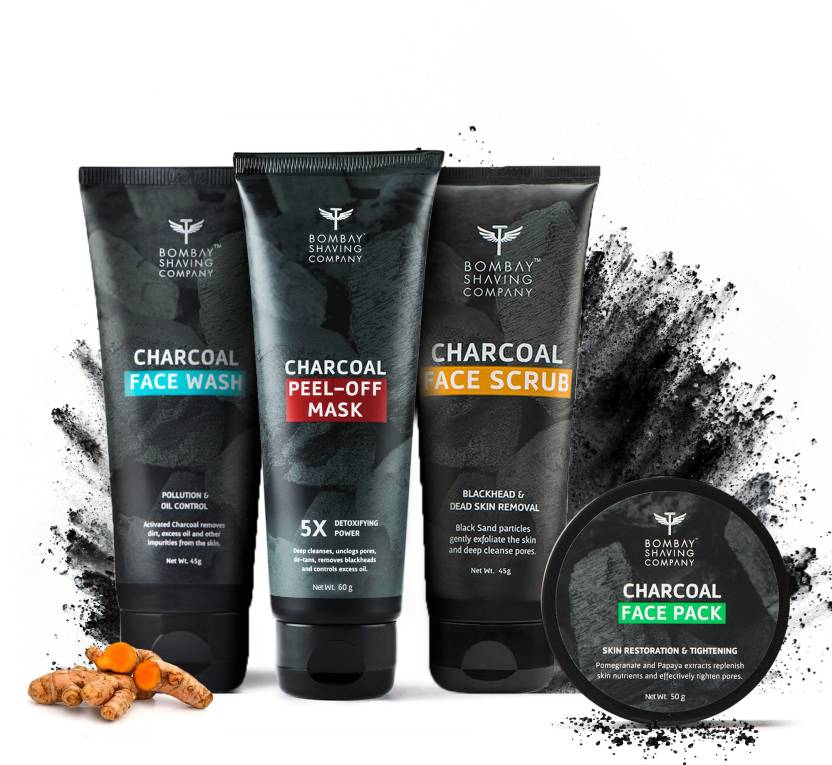 BOMBAY™
SHAVING
COMPANY
CHARCOAL
FACE WASH
POLLUTION &
OIL CONTROL
Activated Charcoal removes
dirt, excess oil and other
impurities from the skin.
Net Wt. 45g
BOMBAY™
SHAVING
COMPANY
CHARCOAL
PEEL-OFF
MASK
5X DETOXIFYING
POWER
Deep cleanses, unclogs pores,
de-tans, removes blackheads
and controls excess oil.
Net Wt. 60 g
BOMBAY™
SHAVING
COMPANY
CHARCOAL
FACE SCRUB
BLACKHEAD &
DEAD SKIN REMOVAL
Black Sand particles
gently exfoliate the skin
and deep cleanse pores.
Net Wt. 45g
BOMBAY™
SHAVING
COMPANY
CHARCOAL
FACE PACK
SKIN RESTORATION & TIGHTENING
Pomegranate and Papaya extracts replenish
skin nutrients and effectively tighten pores.
Net Wt. 50 g